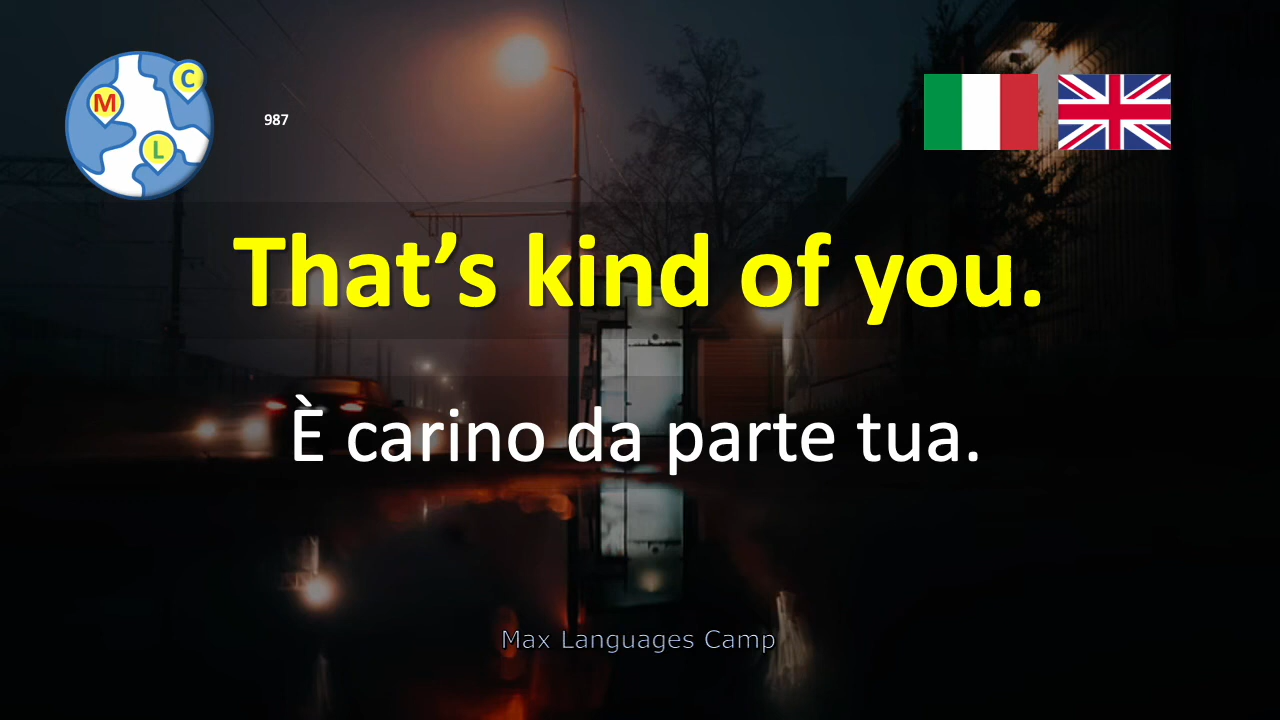 C
M
L
987
That’s kind of you.
È carino da parte tua.
Max Languages Camp